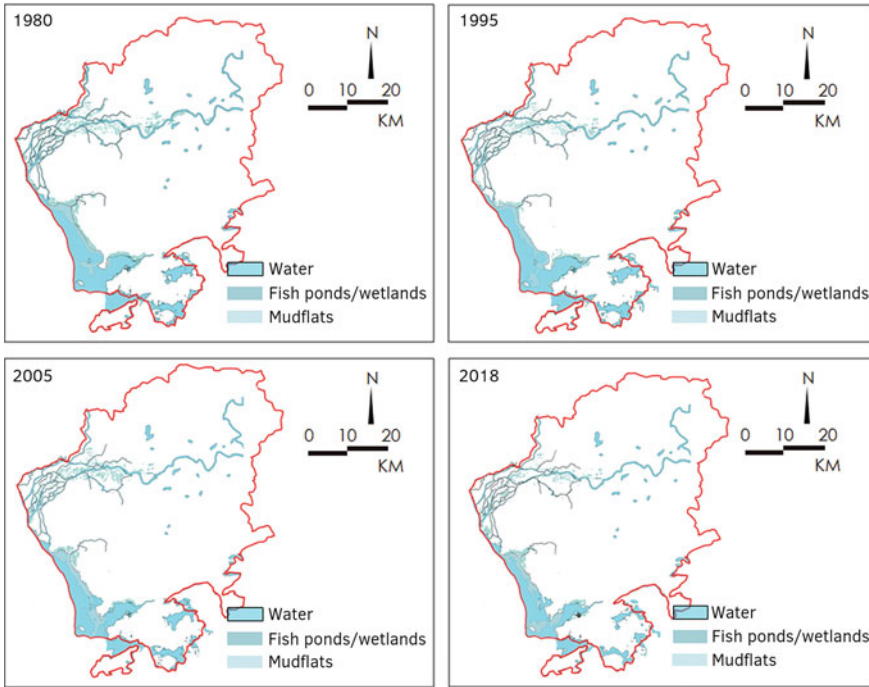 1980
N
0 10 20
KM
Water
Fish ponds/wetlands
Mudflats
1995
N
0 10 20
KM
Water
Fish ponds/wetlands
Mudflats
2005
N
0 10 20
KM
Water
Fish ponds/wetlands
Mudflats
2018
N
0 10 20
KM
Water
Fish ponds/wetlands
Mudflats